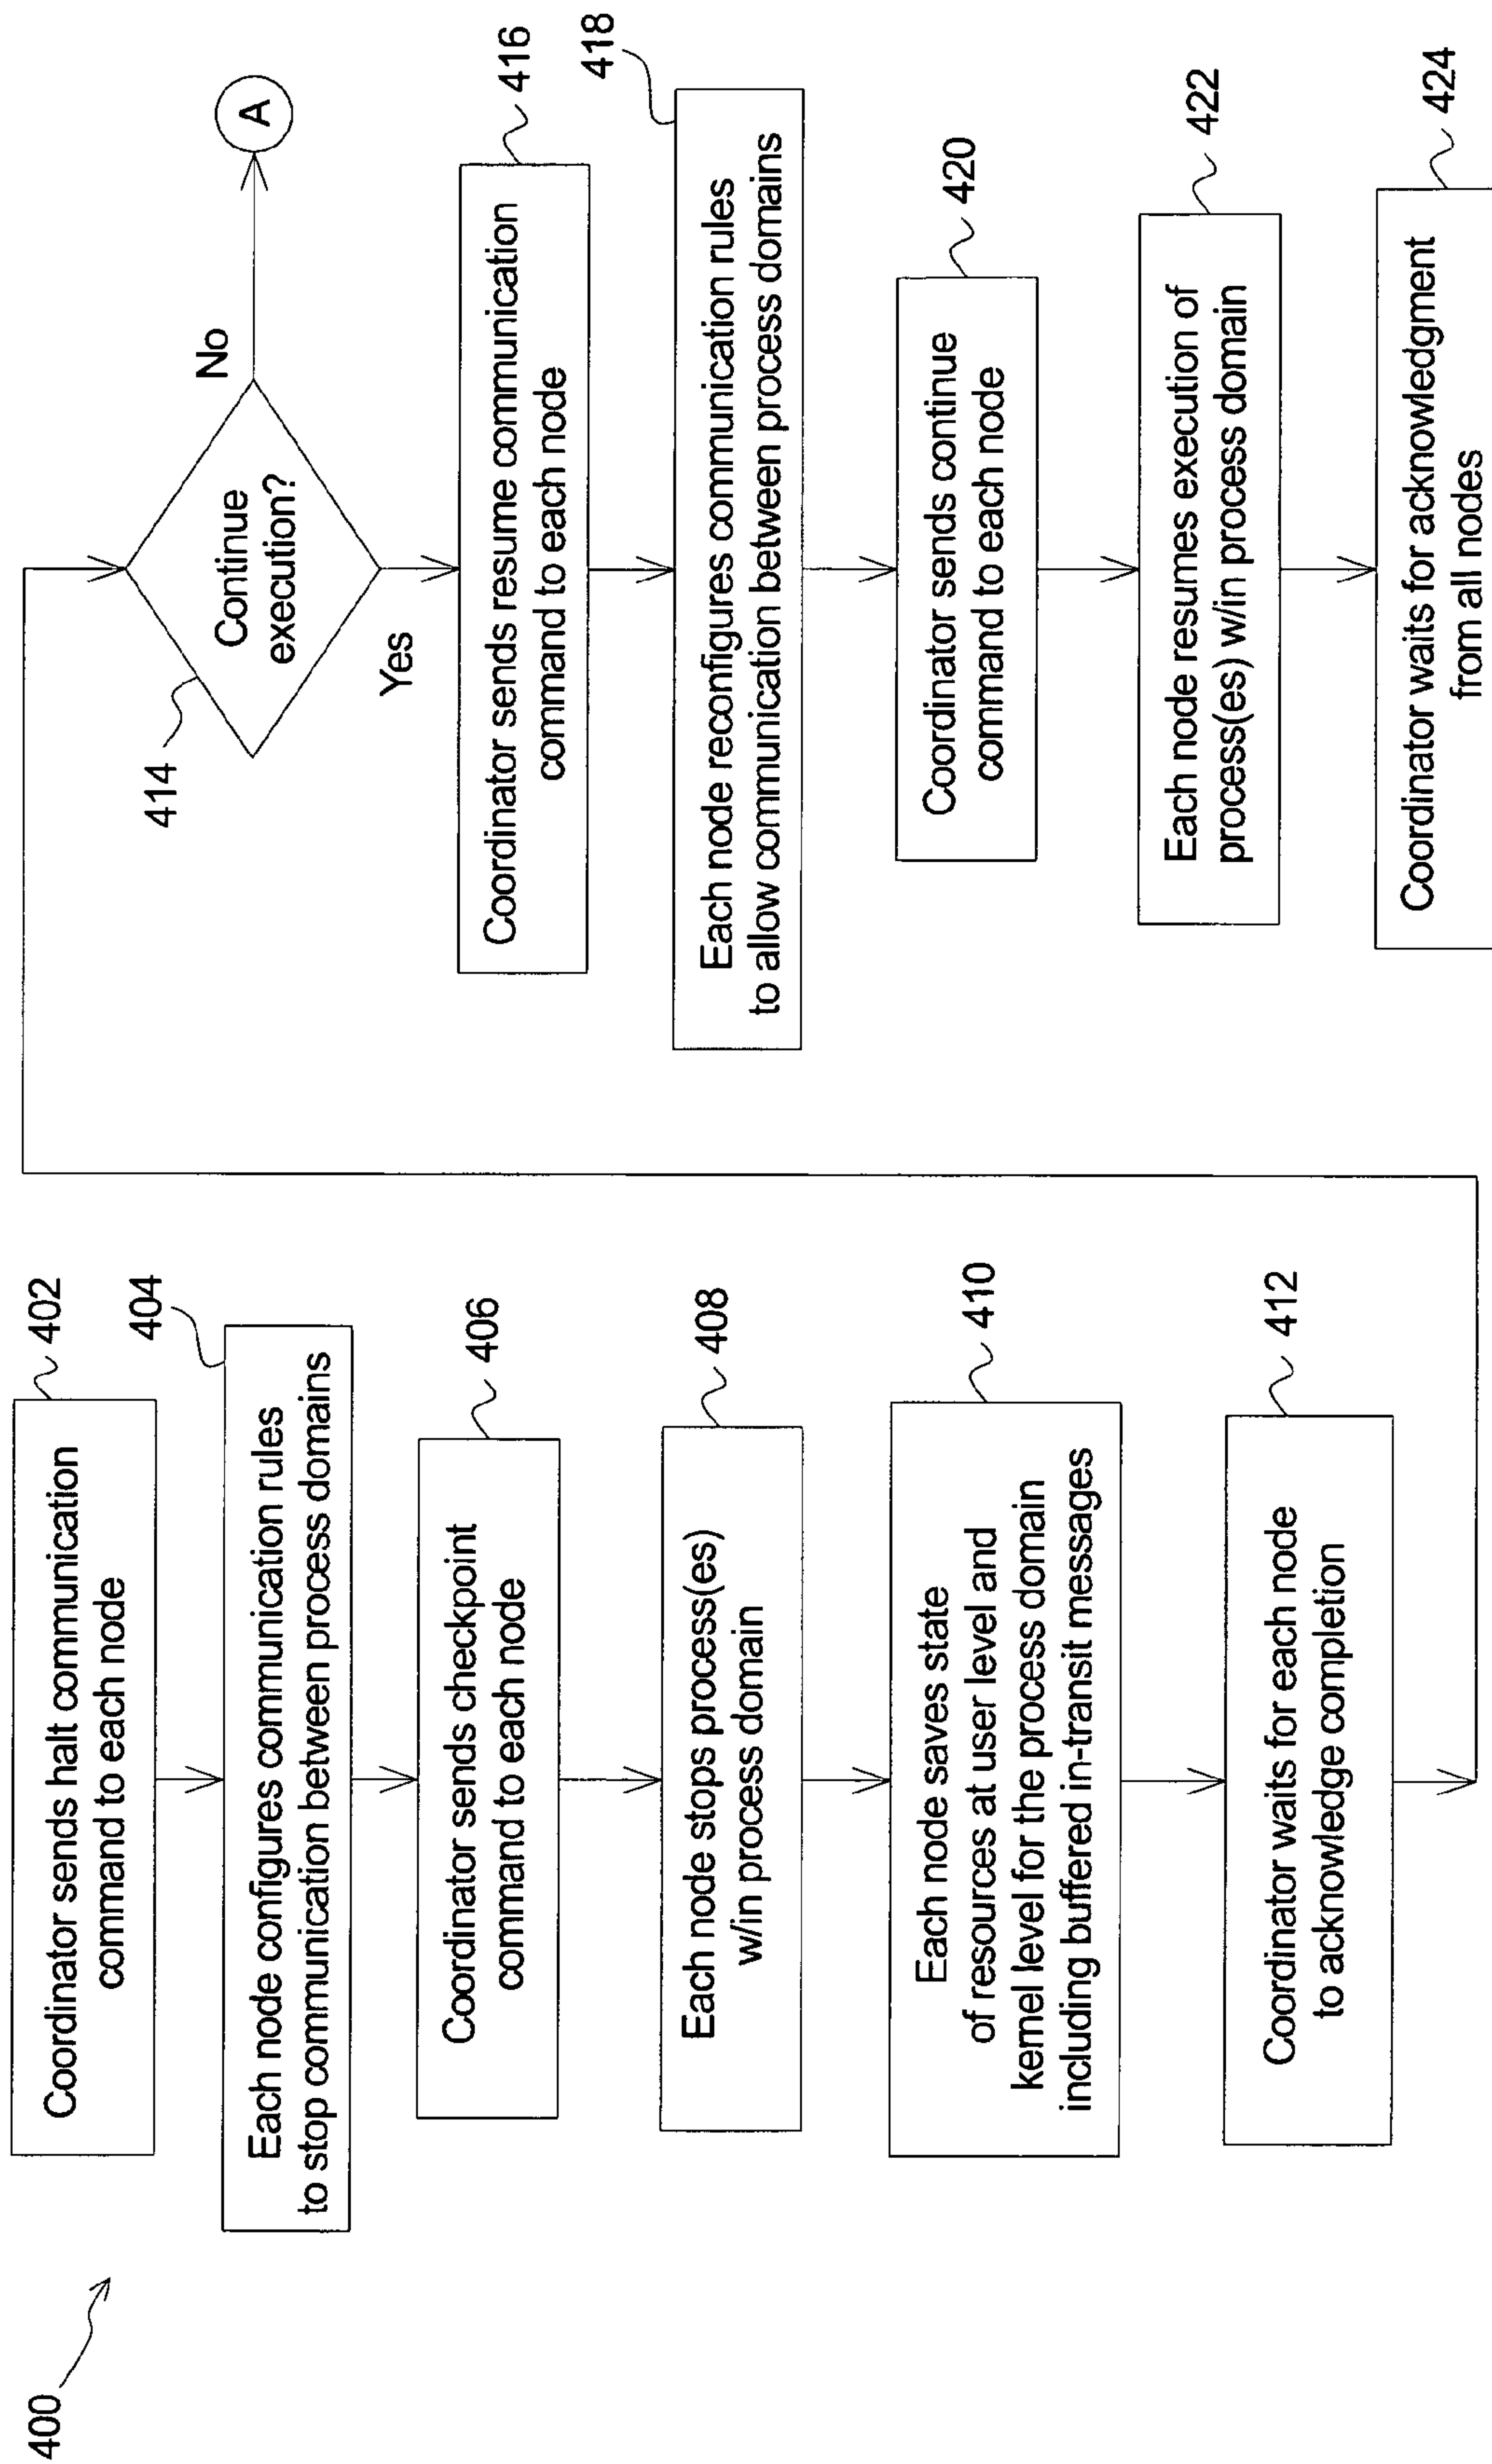 400
Coordinator sends halt communication
command to each node
402
Each node configures communication rules
to stop communication between process domains
404
Coordinator sends checkpoint
command to each node
406
Each node stops process(es)
w/in process domain
408
Each node saves state
of resources at user level and
kernel level for the process domain
including buffered in-transit messages
410
Coordinator waits for each node
to acknowledge completion
412
414
Continue
execution?
No
A
Yes
Coordinator sends resume communication
command to each node
416
Each node reconfigures communication rules
to allow communication between process domains
418
Coordinator sends continue
command to each node
420
Each node resumes execution of
process(es) w/in process domain
422
Coordinator waits for acknowledgment
from all nodes
424